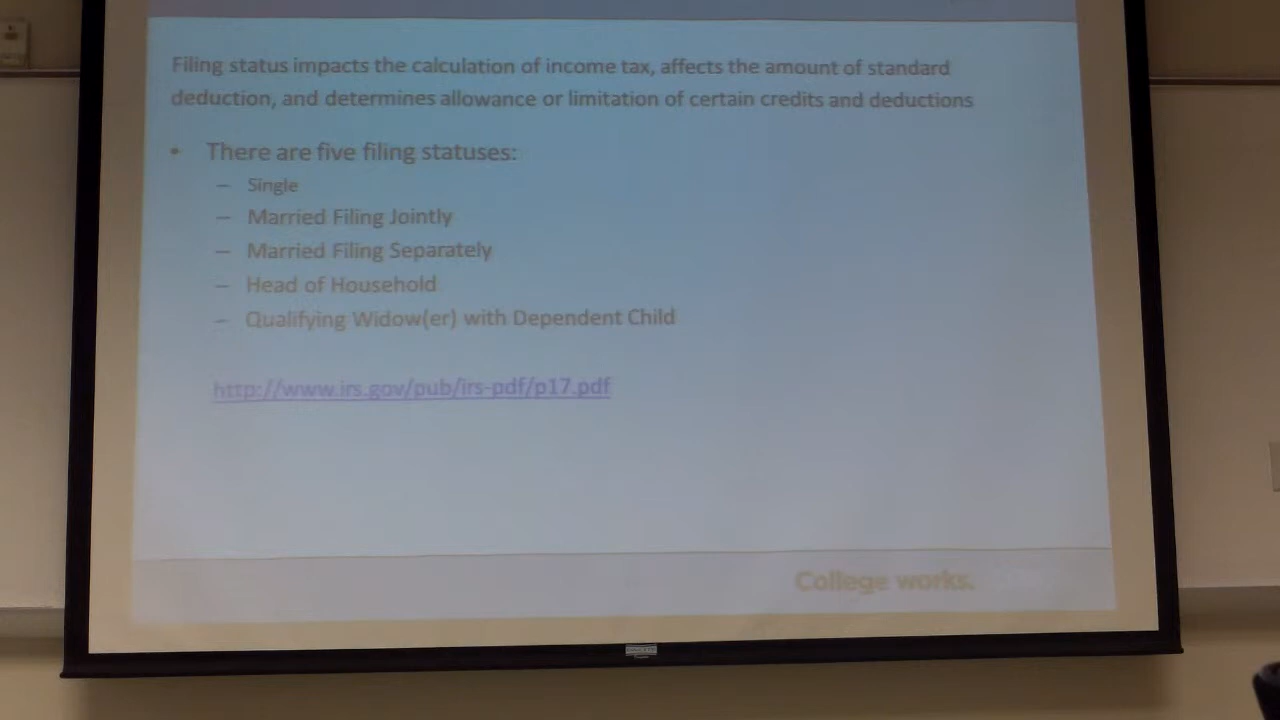 Filing status impacts the calculation of income tax, affects the amount of standard
deduction, and determines allowance or limitation of certain credits and deductions
• There are five filing statuses:
– Single
– Married Filing Jointly
– Married Filing Separately
– Head of Household
– Qualifying Widow(er) with Dependent Child
http://www.irs.gov/pub/irs-pdf/p17.pdf
College works.